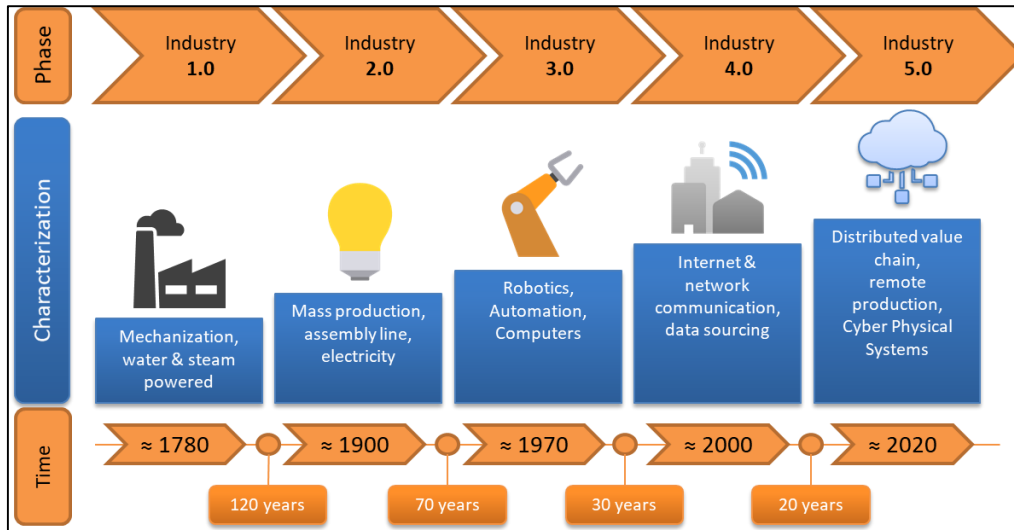 Phase
Industry
1.0
Industry
2.0
Industry
3.0
Industry
4.0
Industry
5.0
Characterization
Mechanization,
water & steam
powered
Mass production,
assembly line,
electricity
Robotics,
Automation,
Computers
Internet &
network
communication,
data sourcing
Distributed value
chain,
remote
production,
Cyber Physical
Systems
Time
≈ 1780
≈ 1900
≈ 1970
≈ 2000
≈ 2020
120 years
70 years
30 years
20 years